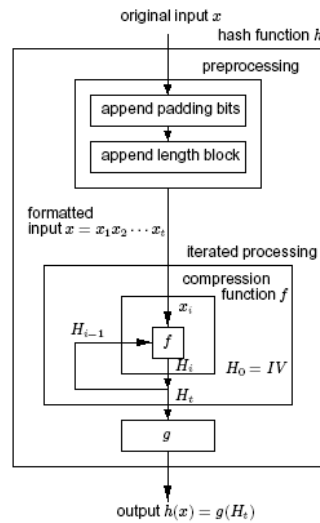 original input x
hash function h
preprocessing
append padding bits
append length block
formatted
input x = x₁x₂ ⋯ xₜ
iterated processing
compression
function f
xᵢ
Hᵢ₋₁
f
Hᵢ
H₀ = IV
Hₜ
g
output h(x) = g(Hₜ)